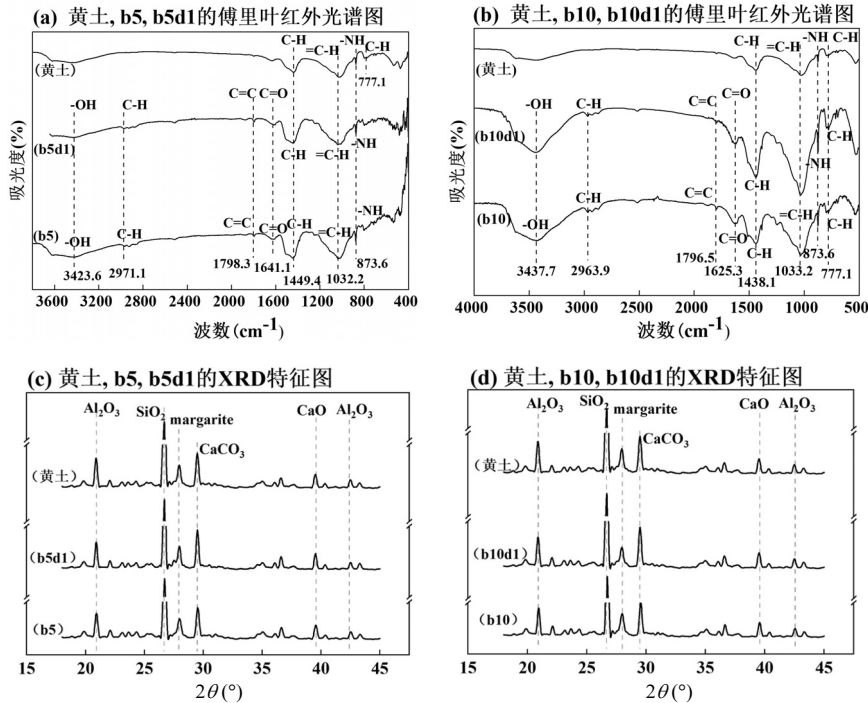 (a) 黄土, b5, b5d1的傅里叶红外光谱图
C-H =C-H -NH C-H
(黄土)
777.1
-OH C-H C=C C=O
(b5d1)
C-H =C-H -NH
C=C C=O C-H =C-H -NH
(b5)
-OH C-H
3423.6 2971.1 1798.3 1641.1 1449.4 1032.2 873.6
吸光度(%)
3800 3200 2800 2400 2000 1600 1200 800 400
波数(cm-1)
(b) 黄土, b10, b10d1的傅里叶红外光谱图
C-H =C-H -NH C-H
(黄土)
-OH C-H C=C C=O
(b10d1)
C-H -NH C-H
-OH C-H C=C =C-H C-H
(b10)
C=O C-H
3437.7 2963.9 1796.5 1625.3 1438.1 1033.2 873.6 777.1
吸光度(%)
4000 3500 3000 2500 2000 1500 1000 500
波数(cm-1)
(c) 黄土, b5, b5d1的XRD特征图
Al2O3 SiO2 margarite CaCO3 CaO Al2O3
(黄土)
(b5d1)
(b5)
15 20 25 30 35 40 45
2θ (°)
(d) 黄土, b10, b10d1的XRD特征图
Al2O3 SiO2 margarite CaCO3 CaO Al2O3
(黄土)
(b10d1)
(b10)
15 20 25 30 35 40 45
2θ (°)